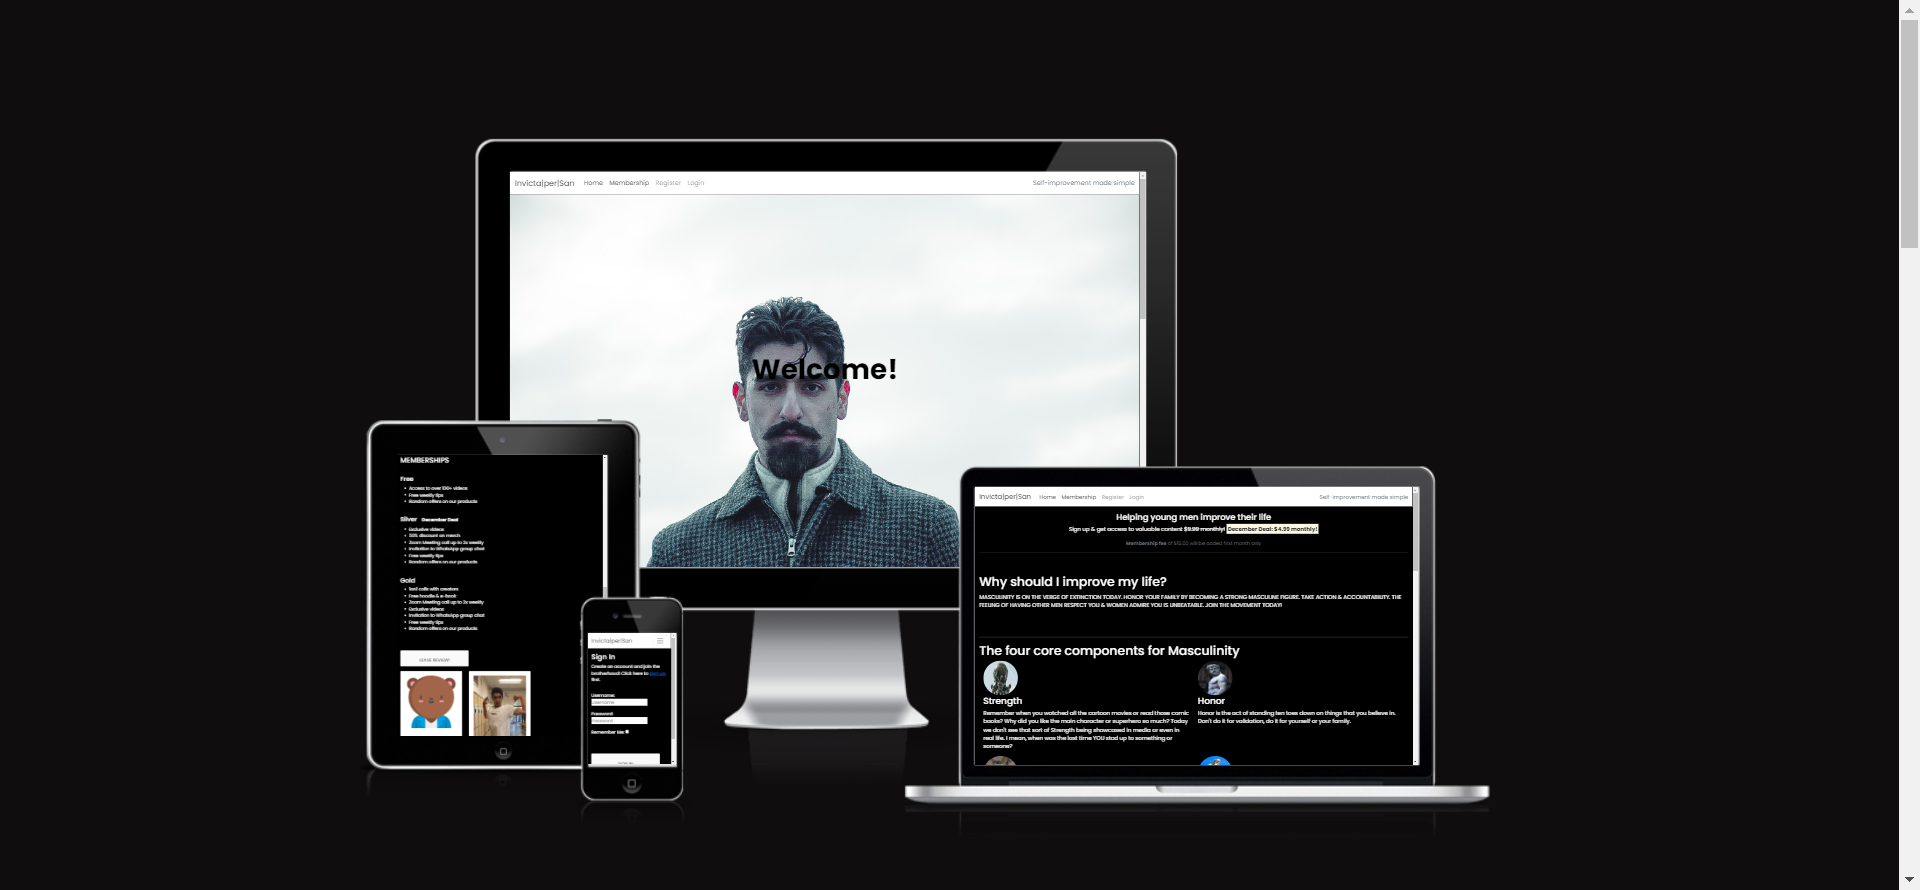 Invicta|per|San Home Membership Register Login Self-improvement made simple
Welcome!
MEMBERSHIPS
Free
Access to over 100+ videos
Free weekly tips
Random offers on our products
Silver December Deal
Exclusive videos
50% discount on merch
Zoom Meeting call up to 2x weekly
Invitation to WhatsApp group chat
Free weekly tips
Random offers on our products
Gold
1on1 calls with creators
Free hoodie & e-book
Zoom Meeting call up to 3x weekly
Exclusive videos
Invitation to WhatsApp group chat
Free weekly tips
Random offers on our products
LEAVE REVIEW!
Invicta|per|San
Sign In
Create an account and join the
brotherhood! Click here to
first.
Username:
Username
Password:
Password
Remember Me:
Invicta|per|San Home Membership Register Login Self-improvement made simple
Helping young men improve their life
Sign up & get access to valuable content $9.99 monthly! December Deal: $4.99 monthly!
Membership fee of $10.00 will be added first month only
Why should I improve my life?
MASCULINITY IS ON THE VERGE OF EXTINCTION TODAY. HONOR YOUR FAMILY BY BECOMING A STRONG MASCULINE FIGURE. TAKE ACTION & ACCOUNTABILITY. THE
FEELING OF HAVING OTHER MEN RESPECT YOU & WOMEN ADMIRE YOU IS UNBEATABLE. JOIN THE MOVEMENT TODAY!
The four core components for Masculinity
Strength
Remember when you watched all the cartoon movies or read those comic
books? Why did you like the main character or superhero so much? Today
we don't see that sort of Strength being showcased in media or even in
real life. I mean, when was the last time YOU stod up to something or
someone?
Honor
Honor is the act of standing ten toes down on things that you believe in.
Don't do it for validation, do it for yourself or your family.